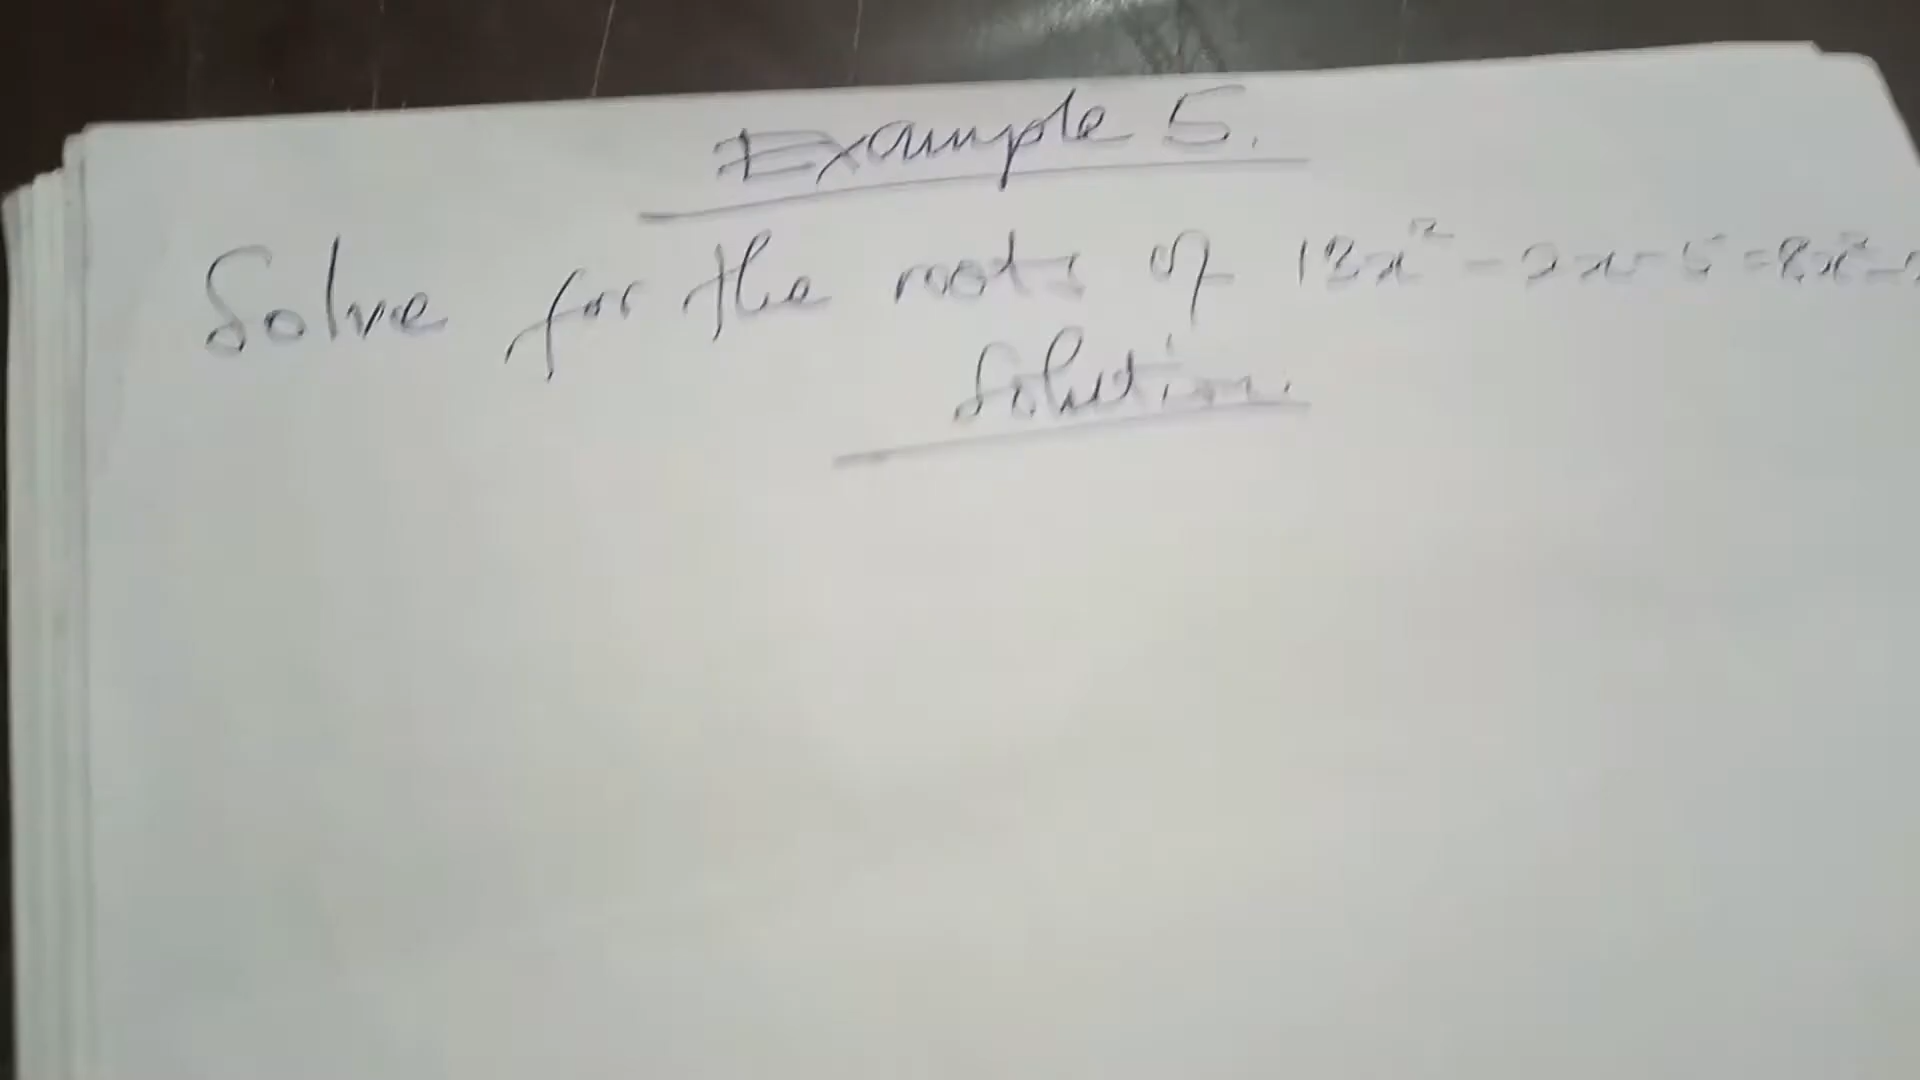 Example 5.
Solve for the roots of 12x² - 2x - 5 = 8x² -
Solution.